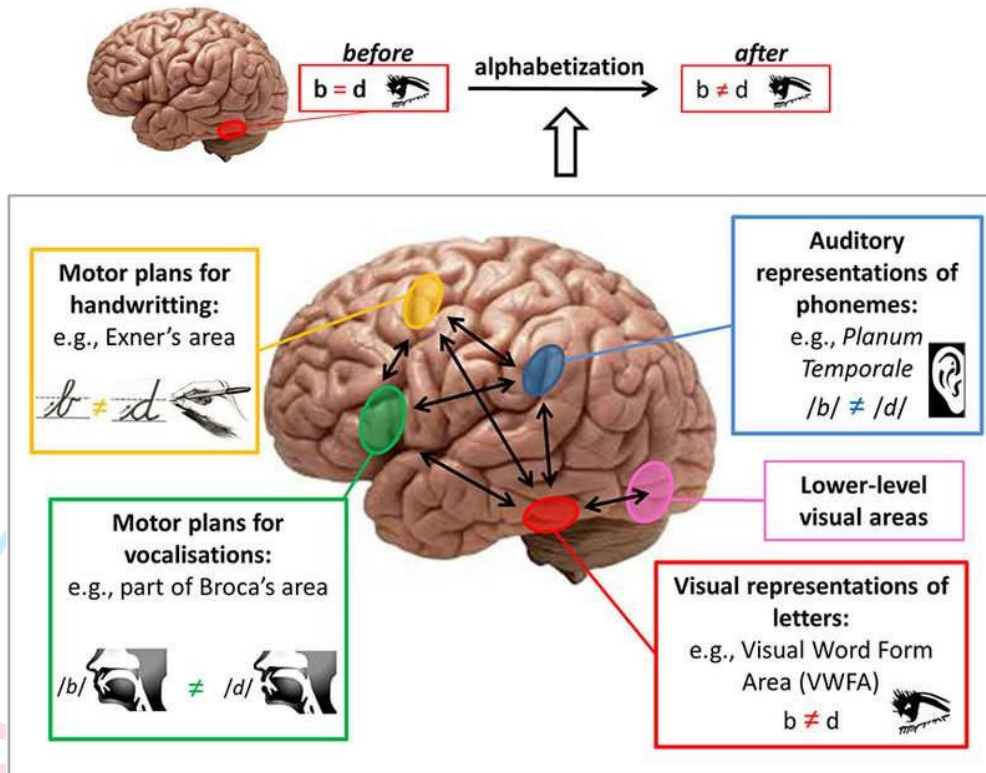 before
b = d
alphabetization
after
b ≠ d
Motor plans for
handwritting:
e.g., Exner's area
b ≠ d
Auditory
representations of
phonemes:
e.g., Planum
Temporale
/b/ ≠ /d/
Motor plans for
vocalisations:
e.g., part of Broca's area
/b/ ≠ /d/
Lower-level
visual areas
Visual representations of
letters:
e.g., Visual Word Form
Area (VWFA)
b ≠ d